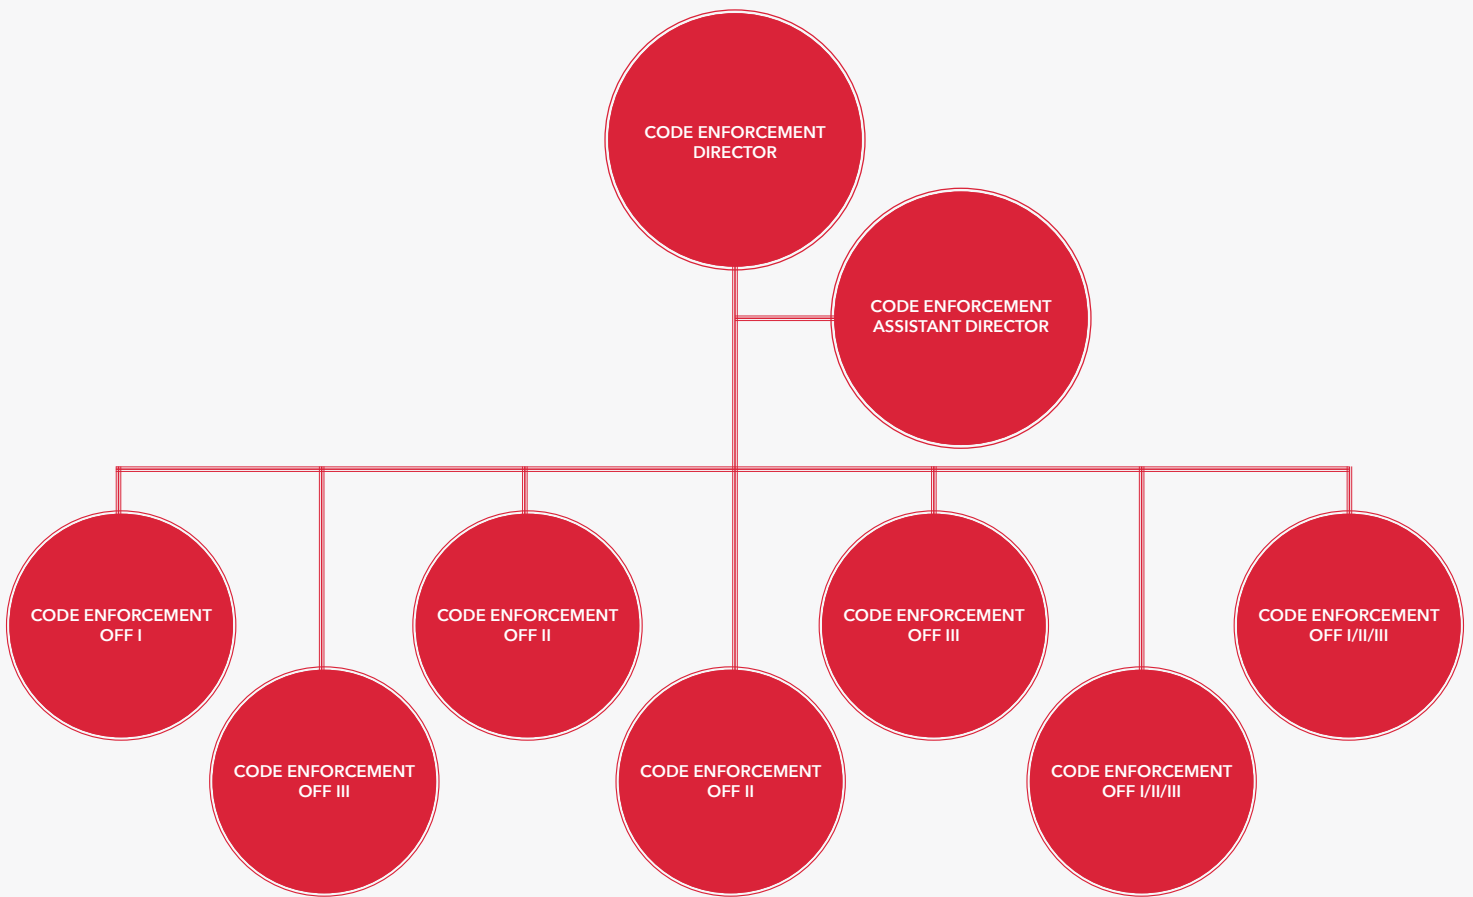 CODE ENFORCEMENT
DIRECTOR
CODE ENFORCEMENT
ASSISTANT DIRECTOR
CODE ENFORCEMENT
OFF I
CODE ENFORCEMENT
OFF II
CODE ENFORCEMENT
OFF III
CODE ENFORCEMENT
OFF I/II/III
CODE ENFORCEMENT
OFF III
CODE ENFORCEMENT
OFF II
CODE ENFORCEMENT
OFF I/II/III